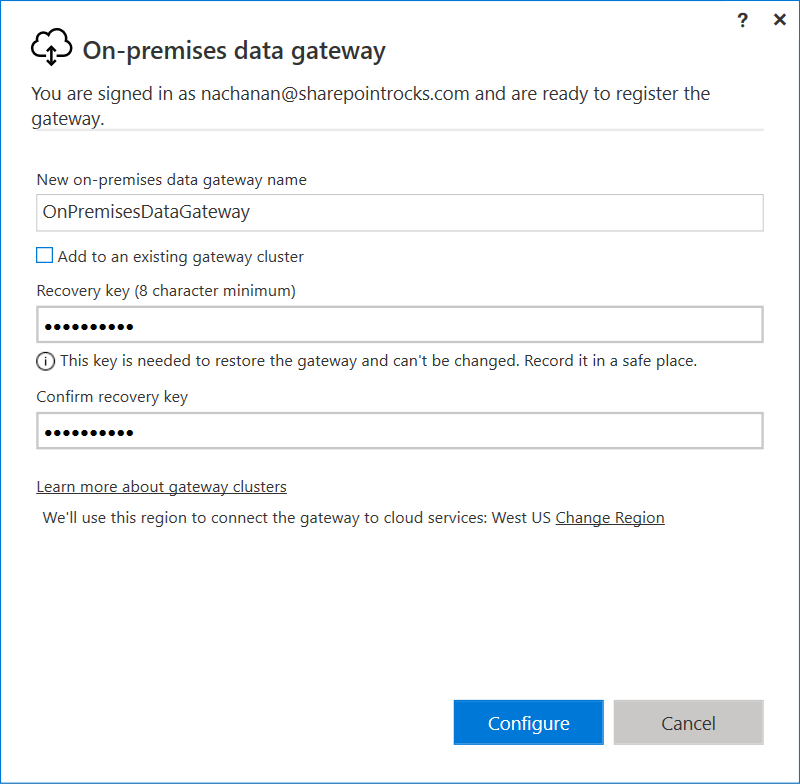 ? ×
On-premises data gateway
You are signed in as nachanan@sharepointrocks.com and are ready to register the
gateway.
New on-premises data gateway name
OnPremisesDataGateway
Add to an existing gateway cluster
Recovery key (8 character minimum)
••••••••••
This key is needed to restore the gateway and can't be changed. Record it in a safe place.
Confirm recovery key
••••••••••
Learn more about gateway clusters
We'll use this region to connect the gateway to cloud services: West US Change Region
Configure Cancel